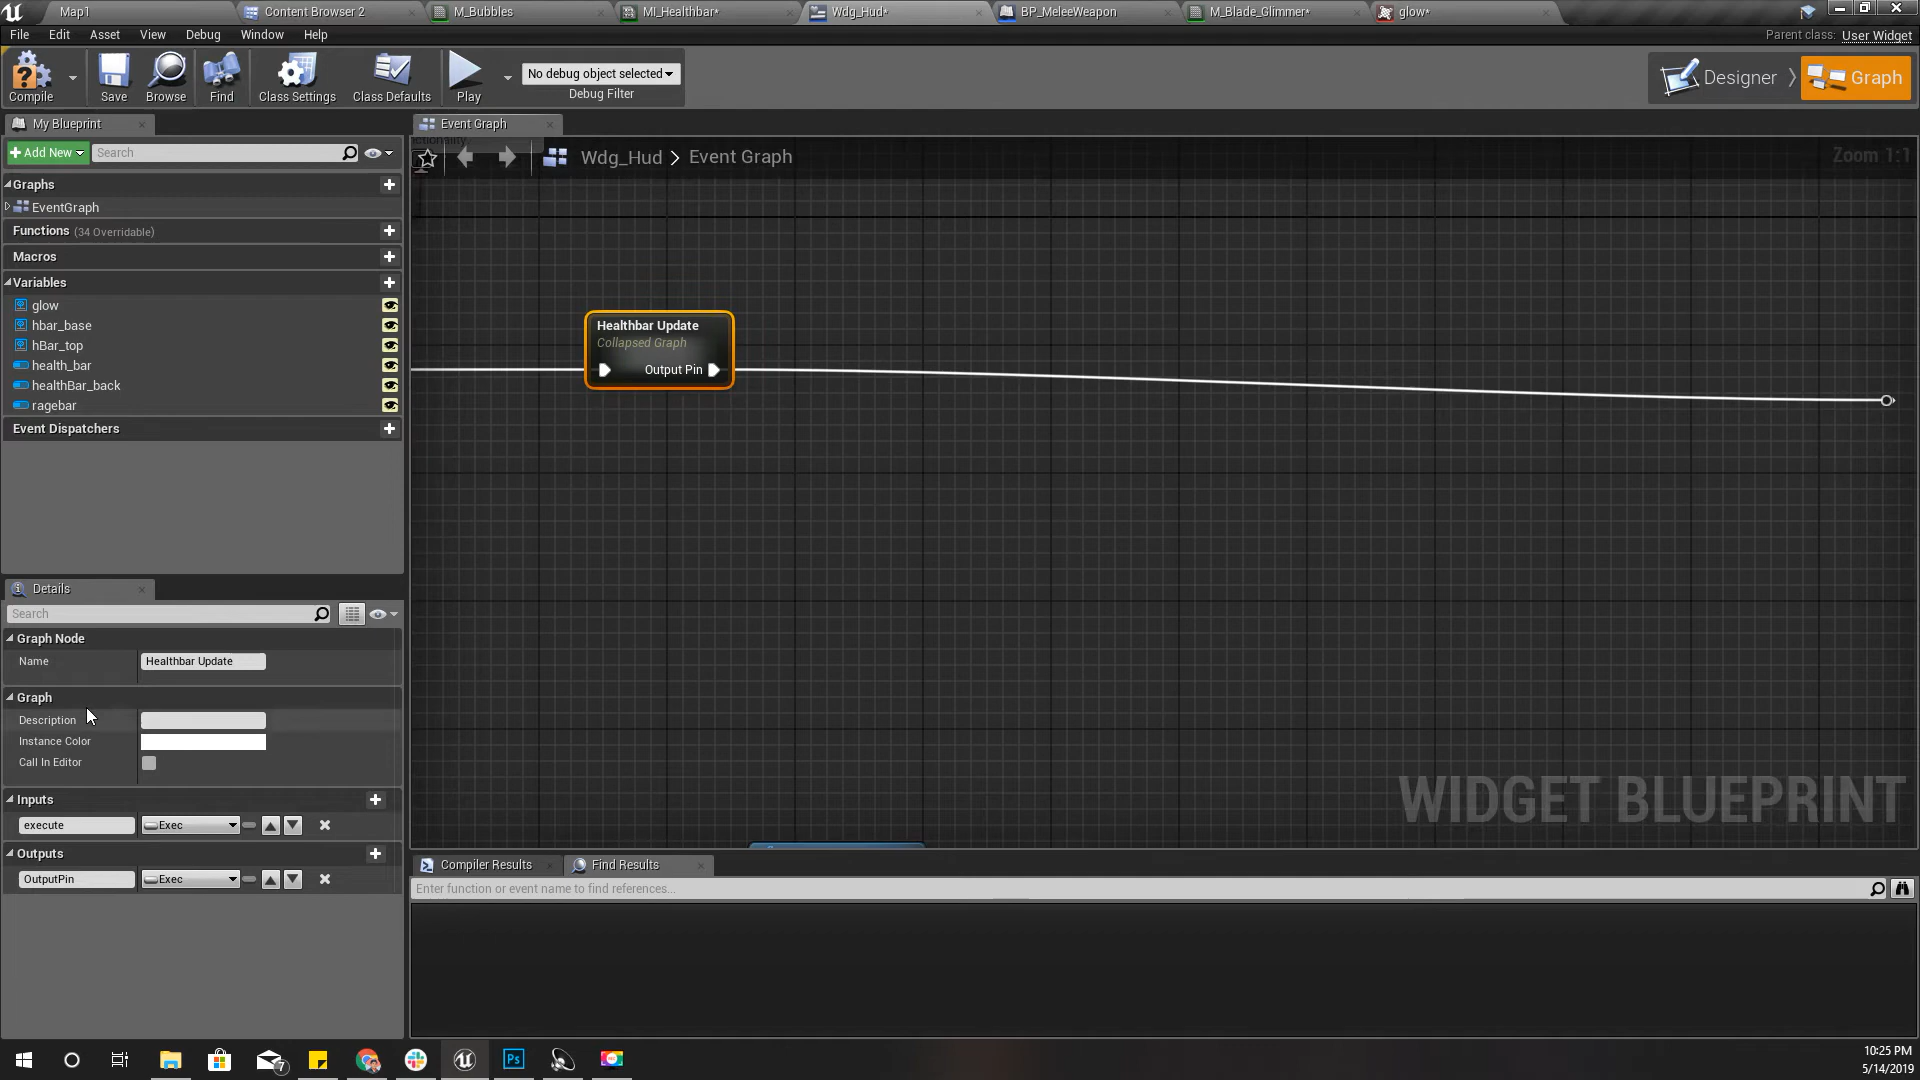 Map1
Content Browser 2
M_Bubbles
MI_Healthbar*
Wdg_Hud*
BP_MeleeWeapon
M_Blade_Glimmer*
glow*
File Edit Asset View Debug Window Help
Parent class: User Widget
Compile
Save
Browse
Find
Class Settings
Class Defaults
Play
No debug object selected
Debug Filter
Designer
Graph
My Blueprint
Event Graph
+ Add New
Search
Wdg_Hud > Event Graph
Zoom 1:1
Graphs
EventGraph
Functions (34 Overridable)
Macros
Variables
glow
hbar_base
hBar_top
health_bar
healthBar_back
ragebar
Event Dispatchers
Healthbar Update
Collapsed Graph
Output Pin
Details
Search
Graph Node
Name Healthbar Update
Graph
Description
Instance Color
Call In Editor
Inputs
execute Exec
Outputs
OutputPin Exec
WIDGET BLUEPRINT
Compiler Results
Find Results
Enter function or event name to find references...
7
Ps
10:25 PM
5/14/2019